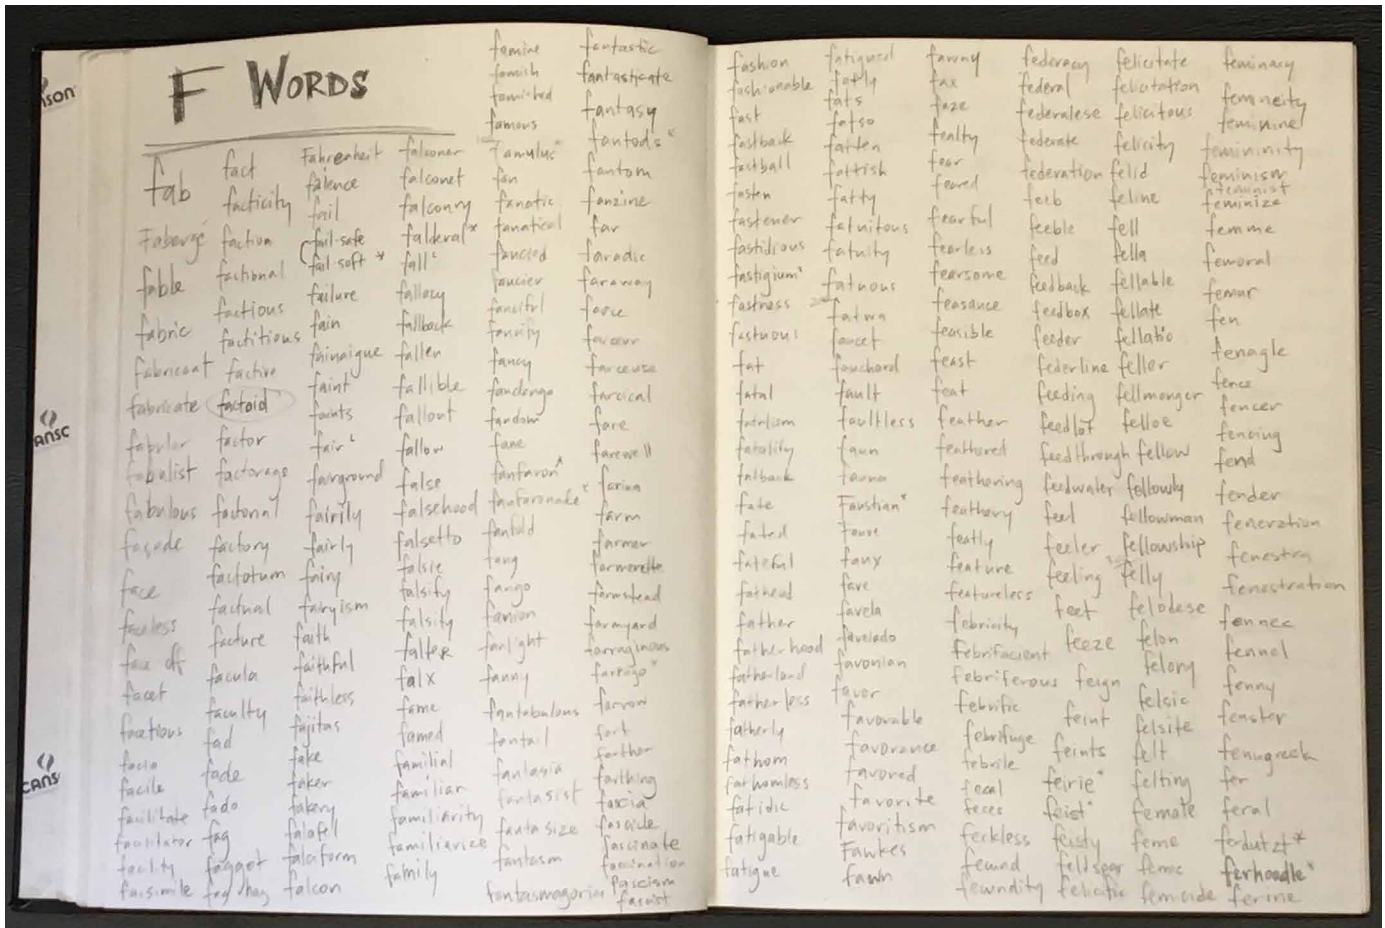 F WORDS
fab
Fabergé
fable
fabric
fabricant
fabricate
fabular
fabulist
fabulous
façade
face
faceless
face off
facet
facetious
facia
facile
facilitate
facilitator
facility
facsimile
fact
facticity
faction
factional
factious
factitious
factive
factoid
factor
factorage
factorial
factory
factotum
factual
facture
facula
faculty
fad
fade
fado
fag
faggot
fag hag
Fahrenheit
faience
fail
fail-safe
fail-soft *
failure
fain
fainaigue
faint
faints
fair
fairground
fairily
fairly
fairy
fairyism
faith
faithful
faithless
fajitas
fake
faker
fakery
falafell
falciform
falcon
falconer
falconet
falconry
falderal *
fall
fallacy
fallback
fallen
fallible
fallout
fallow
false
falsehood
falsetto
falsie
falsify
falsity
falter
falx
fame
famed
familial
familiar
familiarity
familiarize
family
famine
famish
famished
famous
famulus *
fan
fanatic
fanatical
fancied
fancier
fanciful
fancify
fancy
fandango
fandom
fane
fanfaron *
fanfaronade *
fanfold
fang
fango
fanion
fanlight
fanny
fantabulous
fantail
fantasia
fantasist
fantasize
fantasm
fantasmagoria
fantastic
fantasticate
fantasy
fantods *
fantom
fanzine
far
faradic
faraway
farce
farceur
farceuse
farcical
fare
farewell
farina
farm
farmer
farmerette
farmstead
farmyard
farraginous
farrago *
farrow
fart
farther
farthing
fascia
fascicle
fascinate
fascination
fascism
fascist
fashion
fashionable
fast
fastback
fastball
fasten
fastener
fastidious
fastigium *
fastness
fastuous
fat
fatal
fatalism
fatality
fatback
fate
fated
fateful
fathead
father
fatherhood
fatherland
fatherless
fatherly
fathom
fathomless
fatidic
fatigable
fatigue
fatigued
fatly
fats
fatso
fatten
fattish
fatty
fatuitous
fatuity
fatuous
fatwa
faucet
fauchard
fault
faultless
faun
fauna
Faustian *
fauve
faux
fave
favela
favelado
favonian
favor
favorable
favorance
favored
favorite
favoritism
Fawkes
fawn
fawny
fax
faze
fealty
fear
feared
fearful
fearless
fearsome
feasance
feasible
feast
feat
feather
feathered
feathering
feathery
featly
feature
featureless
febricity
febrifacient
febriferous
febrific
febrifuge
febrile
fecal
feces
feckless
fecund
fecundity
federacy
federal
federalese
federate
federation
feeb
feeble
feed
feedback
feedbox
feeder
federline
feeding
feedlot
feedthrough
feedwater
feel
feeler
feeling
feet
feeze
feign
feint
feints
feirie *
feist *
feisty
feldspar
felicific
felicitate
felicitation
felicitous
felicity
felid
feline
fell
fella
fellable
fellate
fellatio
feller
fellmonger
felloe
fellow
fellowly
fellowman
fellowship
felly
felo de se
felon
felony
felsic
felsite
felt
felting
female
feme
femic
femicide
feminacy
femineity
feminine
femininity
feminism
feminist
feminize
femme
femoral
femur
fen
fenagle
fence
fencer
fencing
fend
fender
feneration
fenestra
fenestration
fennec
fennel
fenny
fenster
fenugreek
fer
feral
ferdutzt *
ferhoodle *
ferine